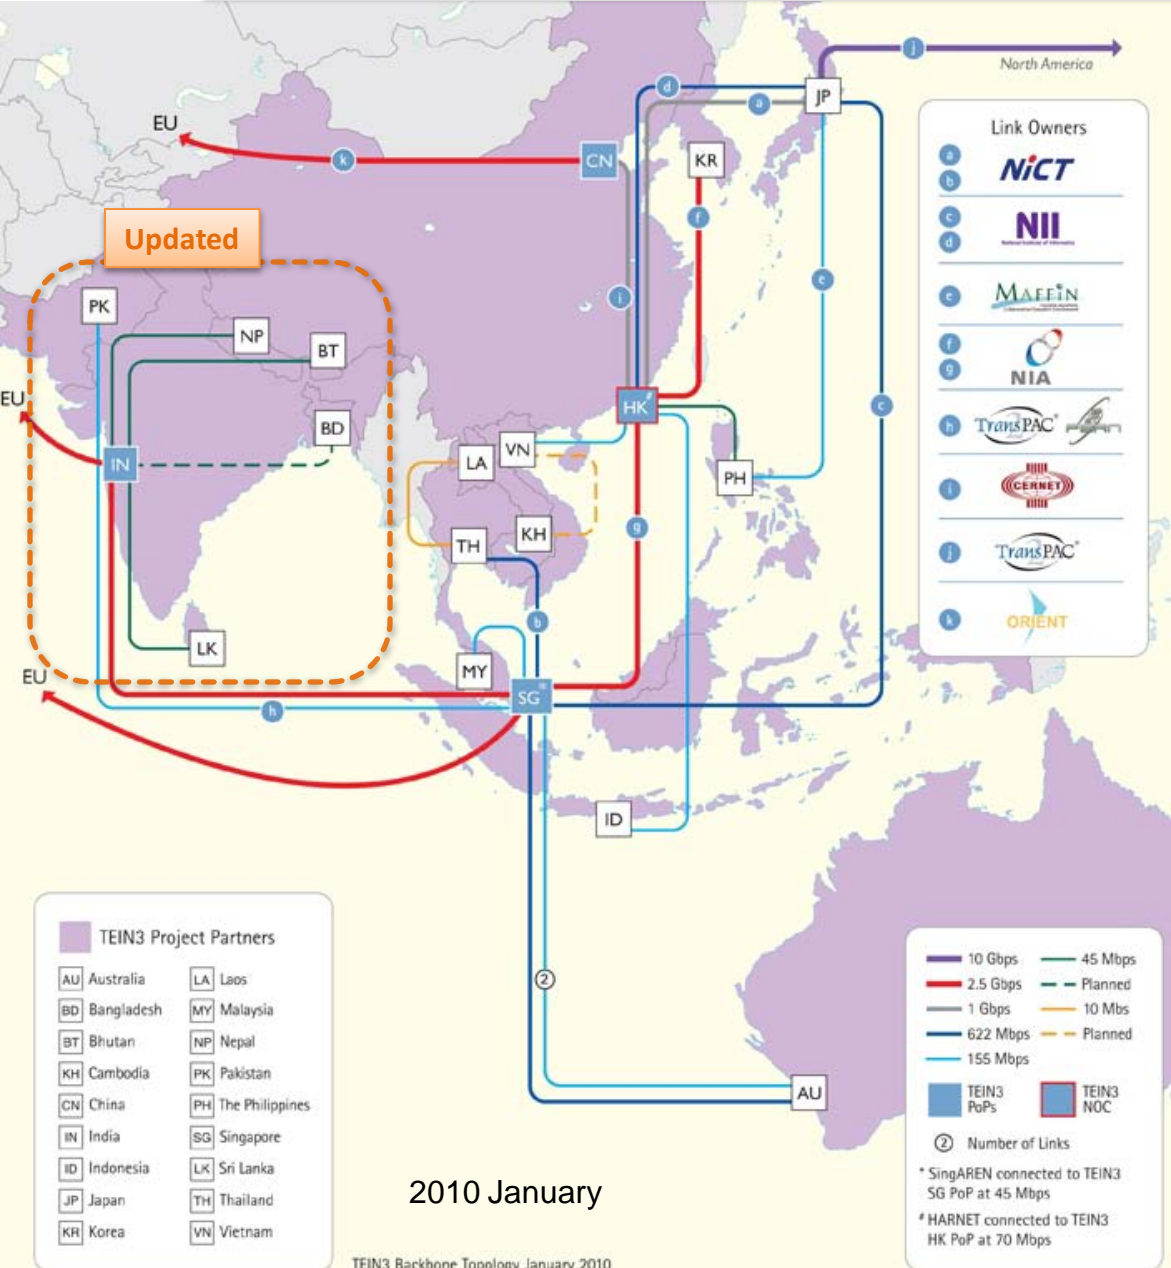 North America
j
d
a
JP
EU
k
CN
KR
f
Updated
e
i
PK
NP
BT
EU
HK#
c
BD
IN
VN
LA
PH
g
KH
TH
b
LK
MY
EU
SG*
h
ID
2
AU
Link Owners
a
b
NiCT
c
d
NII
National Institute of Informatics
e
MAFFIN
f
g
NIA
h
TransPAC
i
CERNET
j
TransPAC
k
ORIENT
TEIN3 Project Partners
AU Australia
BD Bangladesh
BT Bhutan
KH Cambodia
CN China
IN India
ID Indonesia
JP Japan
KR Korea
LA Laos
MY Malaysia
NP Nepal
PK Pakistan
PH The Philippines
SG Singapore
LK Sri Lanka
TH Thailand
VN Vietnam
2010 January
TEIN3 Backbone Topology January 2010
10 Gbps
2.5 Gbps
1 Gbps
622 Mbps
155 Mbps
45 Mbps
Planned
10 Mbs
Planned
TEIN3
PoPs
TEIN3
NOC
2 Number of Links
* SingAREN connected to TEIN3
SG PoP at 45 Mbps
# HARNET connected to TEIN3
HK PoP at 70 Mbps